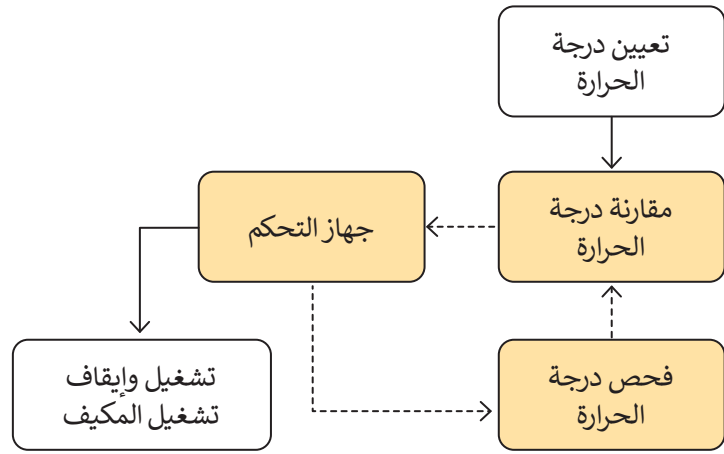 تعيين درجة
الحرارة
مقارنة درجة
الحرارة
جهاز التحكم
فحص درجة
الحرارة
تشغيل وإيقاف
تشغيل المكيف